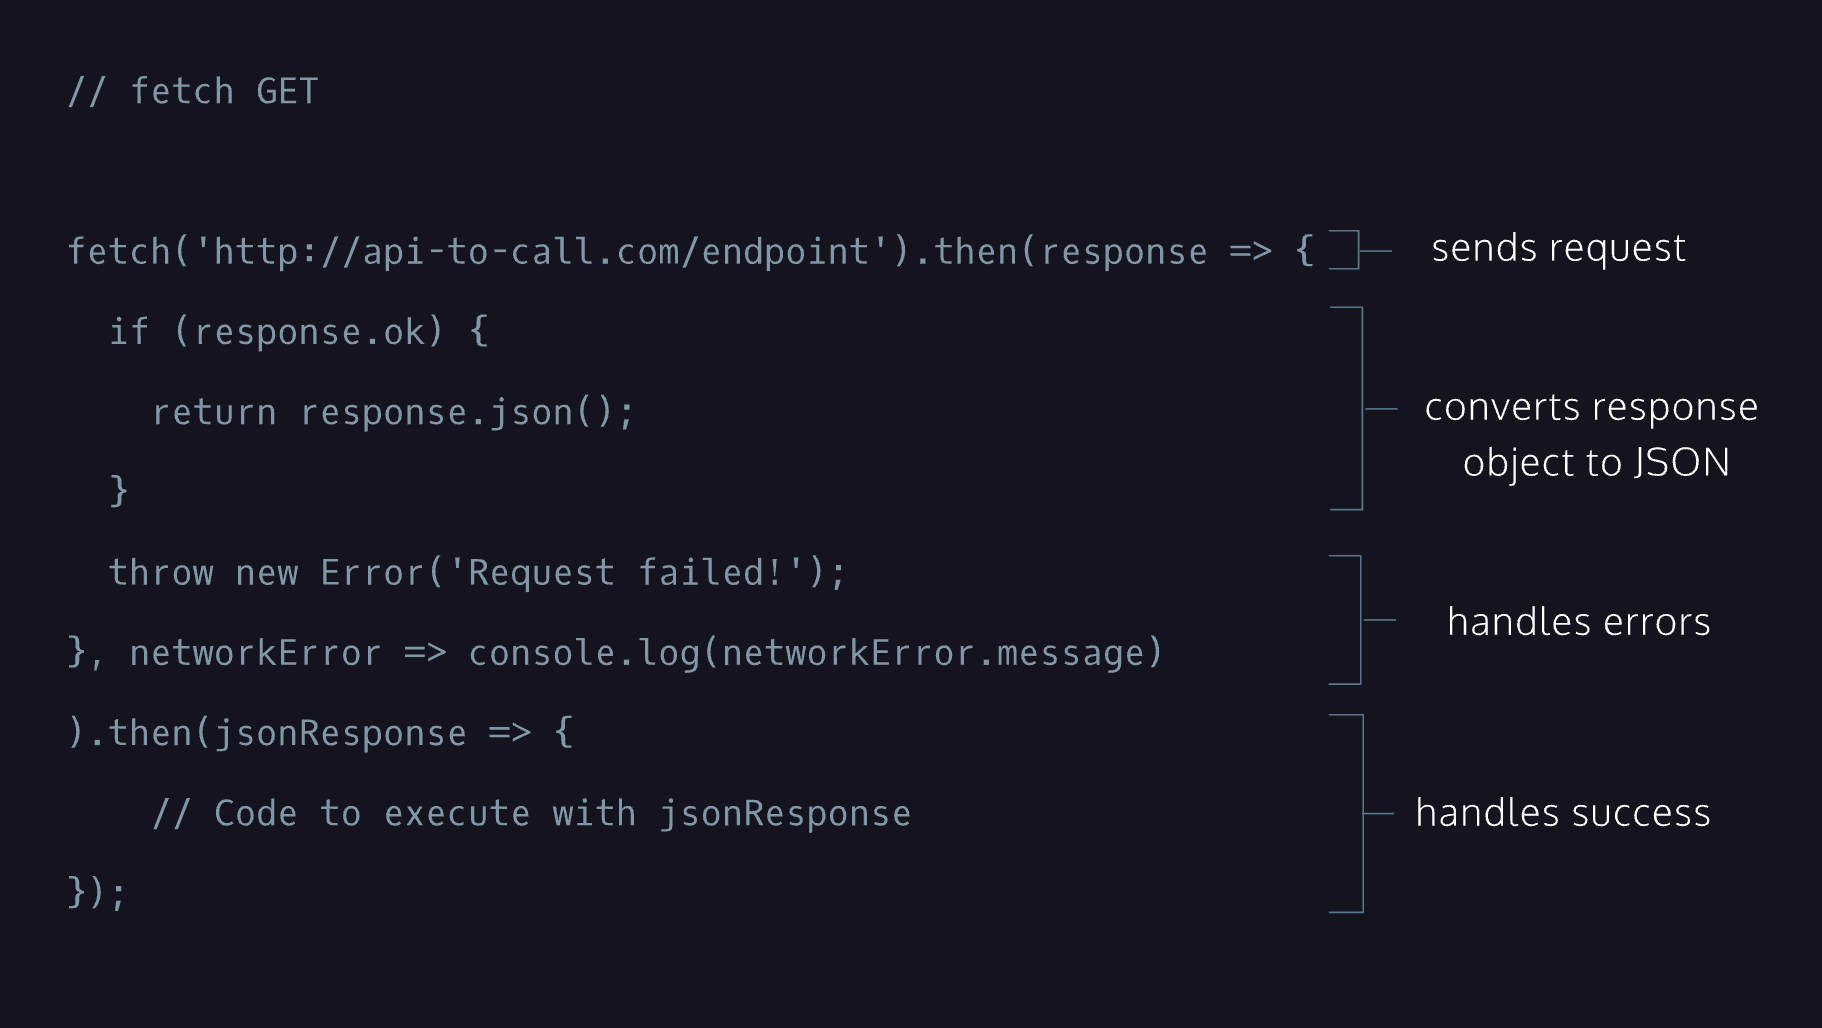 // fetch GET
fetch('http://api-to-call.com/endpoint').then(response => {
sends request
  if (response.ok) {
    return response.json();
  }
converts response
object to JSON
  throw new Error('Request failed!');
}, networkError => console.log(networkError.message)
handles errors
).then(jsonResponse => {
    // Code to execute with jsonResponse
});
handles success